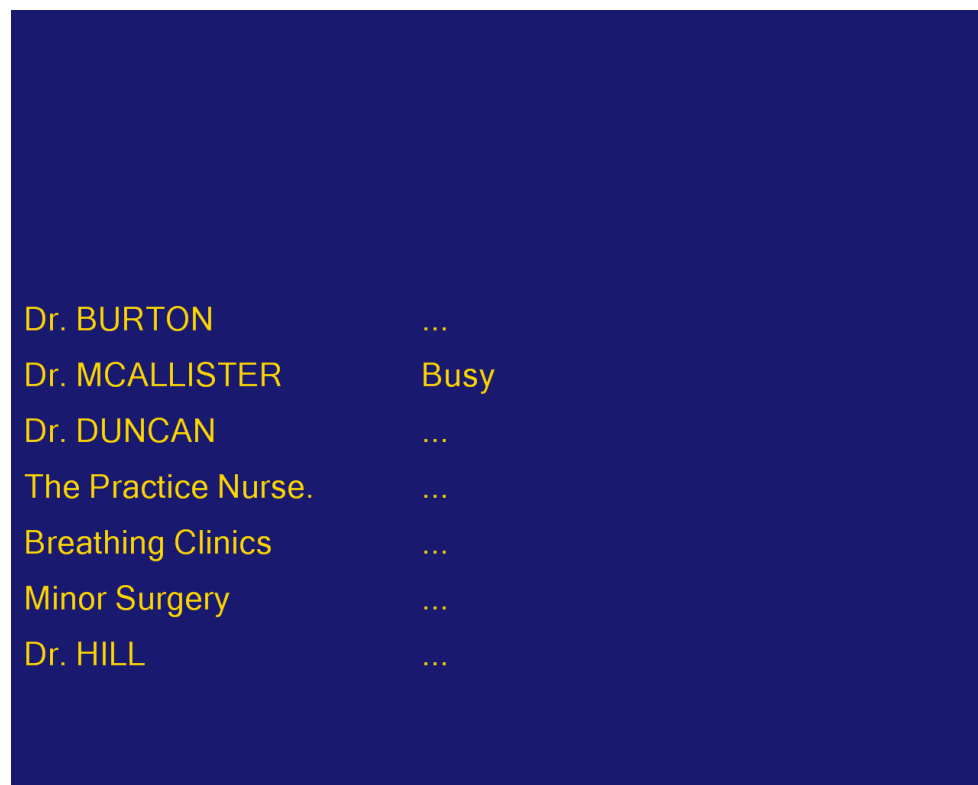 Dr. BURTON ...
Dr. MCALLISTER Busy
Dr. DUNCAN ...
The Practice Nurse. ...
Breathing Clinics ...
Minor Surgery ...
Dr. HILL ...